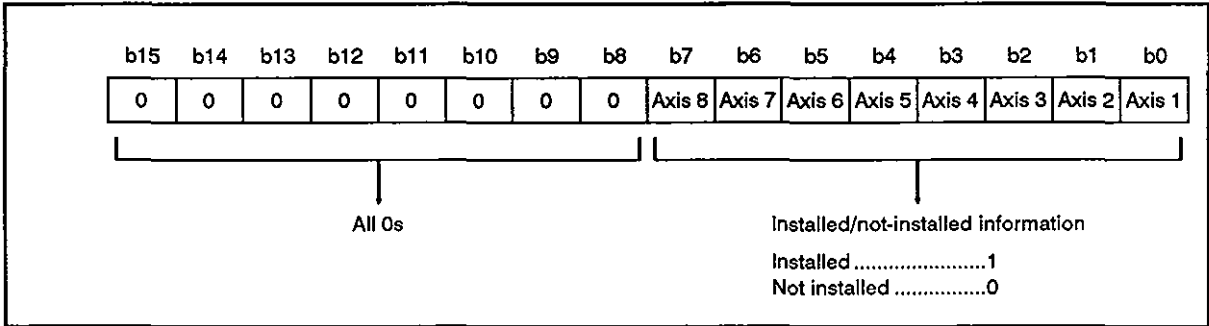 b15 b14 b13 b12 b11 b10 b9 b8 b7 b6 b5 b4 b3 b2 b1 b0
0 0 0 0 0 0 0 0 Axis 8 Axis 7 Axis 6 Axis 5 Axis 4 Axis 3 Axis 2 Axis 1
All 0s
Installed/not-installed information
Installed .......................1
Not installed ...............0